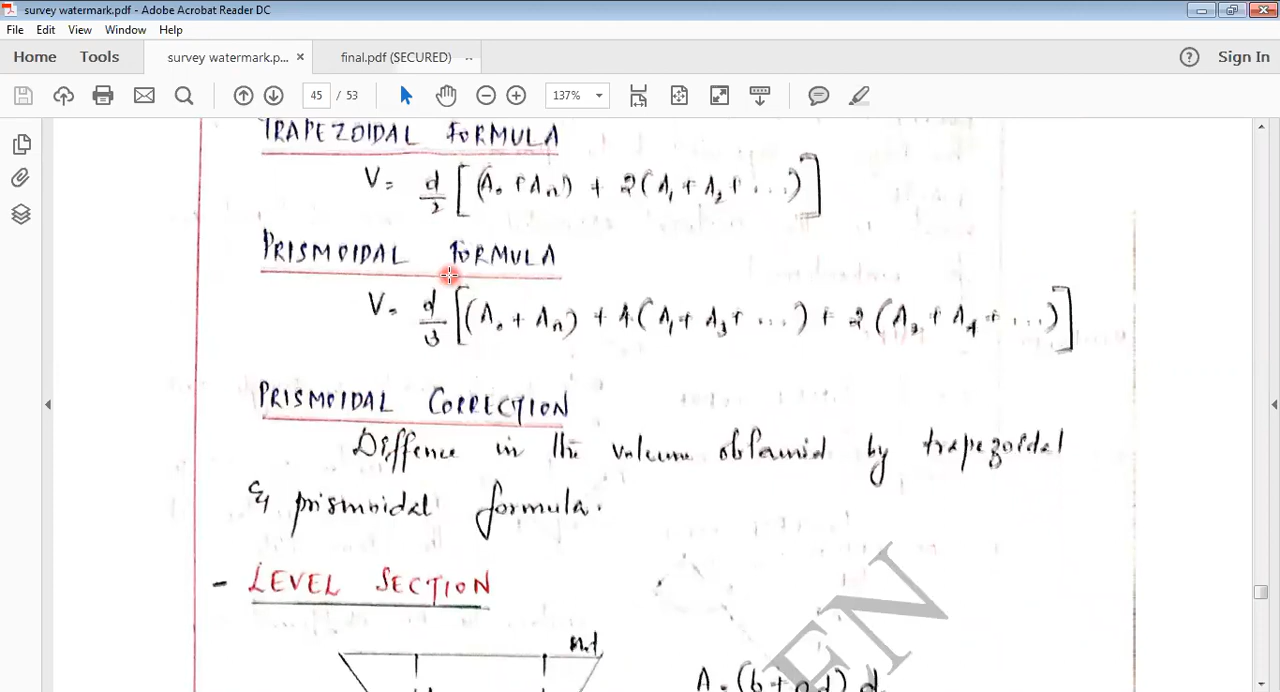 survey watermark.pdf - Adobe Acrobat Reader DC
File Edit View Window Help
Home Tools survey watermark.p... × final.pdf (SECURED) ... Sign In
45 / 53 137%
TRAPEZOIDAL FORMULA
V= d/2 [(A₀ + Aₙ) + 2(A₁ + A₂ + ...)]
PRISMOIDAL FORMULA
V= d/3 [(A₀ + Aₙ) + 4(A₁ + A₃ + ...) + 2(A₂ + A₄ + ...)]
PRISMOIDAL CORRECTION
Diffence in the volume obtained by trapezoidal
& prismoidal formula.
- LEVEL SECTION
n.d
A = (b + nd) d
EN